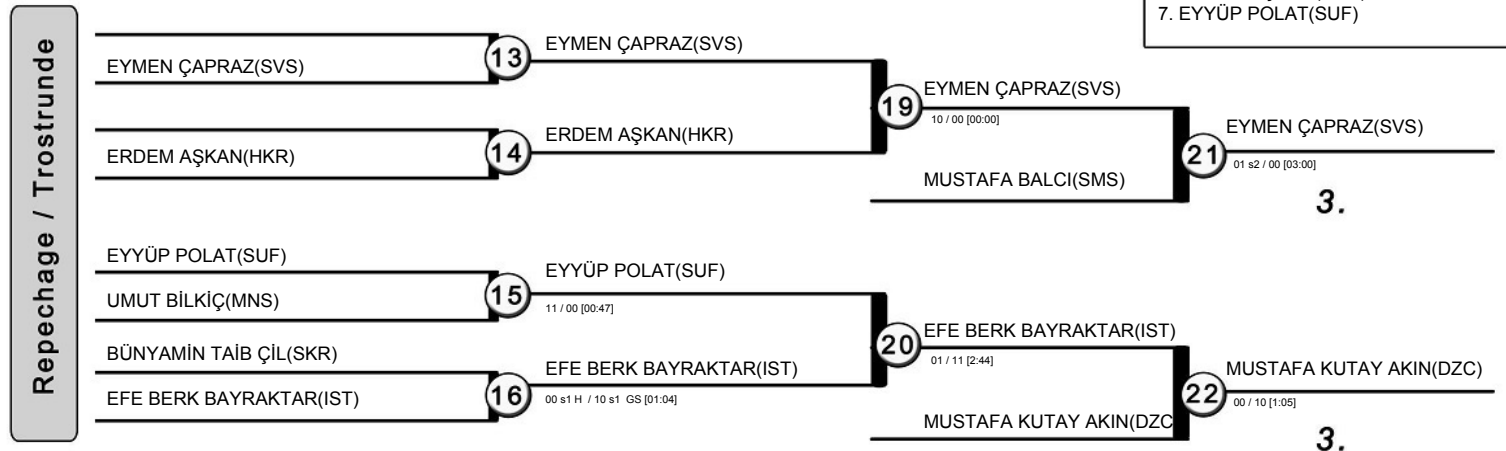 7. EYYÜP POLAT(SUF)
Repechage / Trostrunde
EYMEN ÇAPRAZ(SVS)
13
EYMEN ÇAPRAZ(SVS)
ERDEM AŞKAN(HKR)
14
ERDEM AŞKAN(HKR)
19
EYMEN ÇAPRAZ(SVS)
10 / 00 [00:00]
MUSTAFA BALCI(SMS)
21
EYMEN ÇAPRAZ(SVS)
01 s2 / 00 [03:00]
3.
EYYÜP POLAT(SUF)
UMUT BİLKİÇ(MNS)
15
EYYÜP POLAT(SUF)
11 / 00 [00:47]
BÜNYAMİN TAİB ÇİL(SKR)
EFE BERK BAYRAKTAR(IST)
16
EFE BERK BAYRAKTAR(IST)
00 s1 H / 10 s1 GS [01:04]
20
EFE BERK BAYRAKTAR(IST)
01 / 11 [2:44]
MUSTAFA KUTAY AKIN(DZC
22
MUSTAFA KUTAY AKIN(DZC)
00 / 10 [1:05]
3.